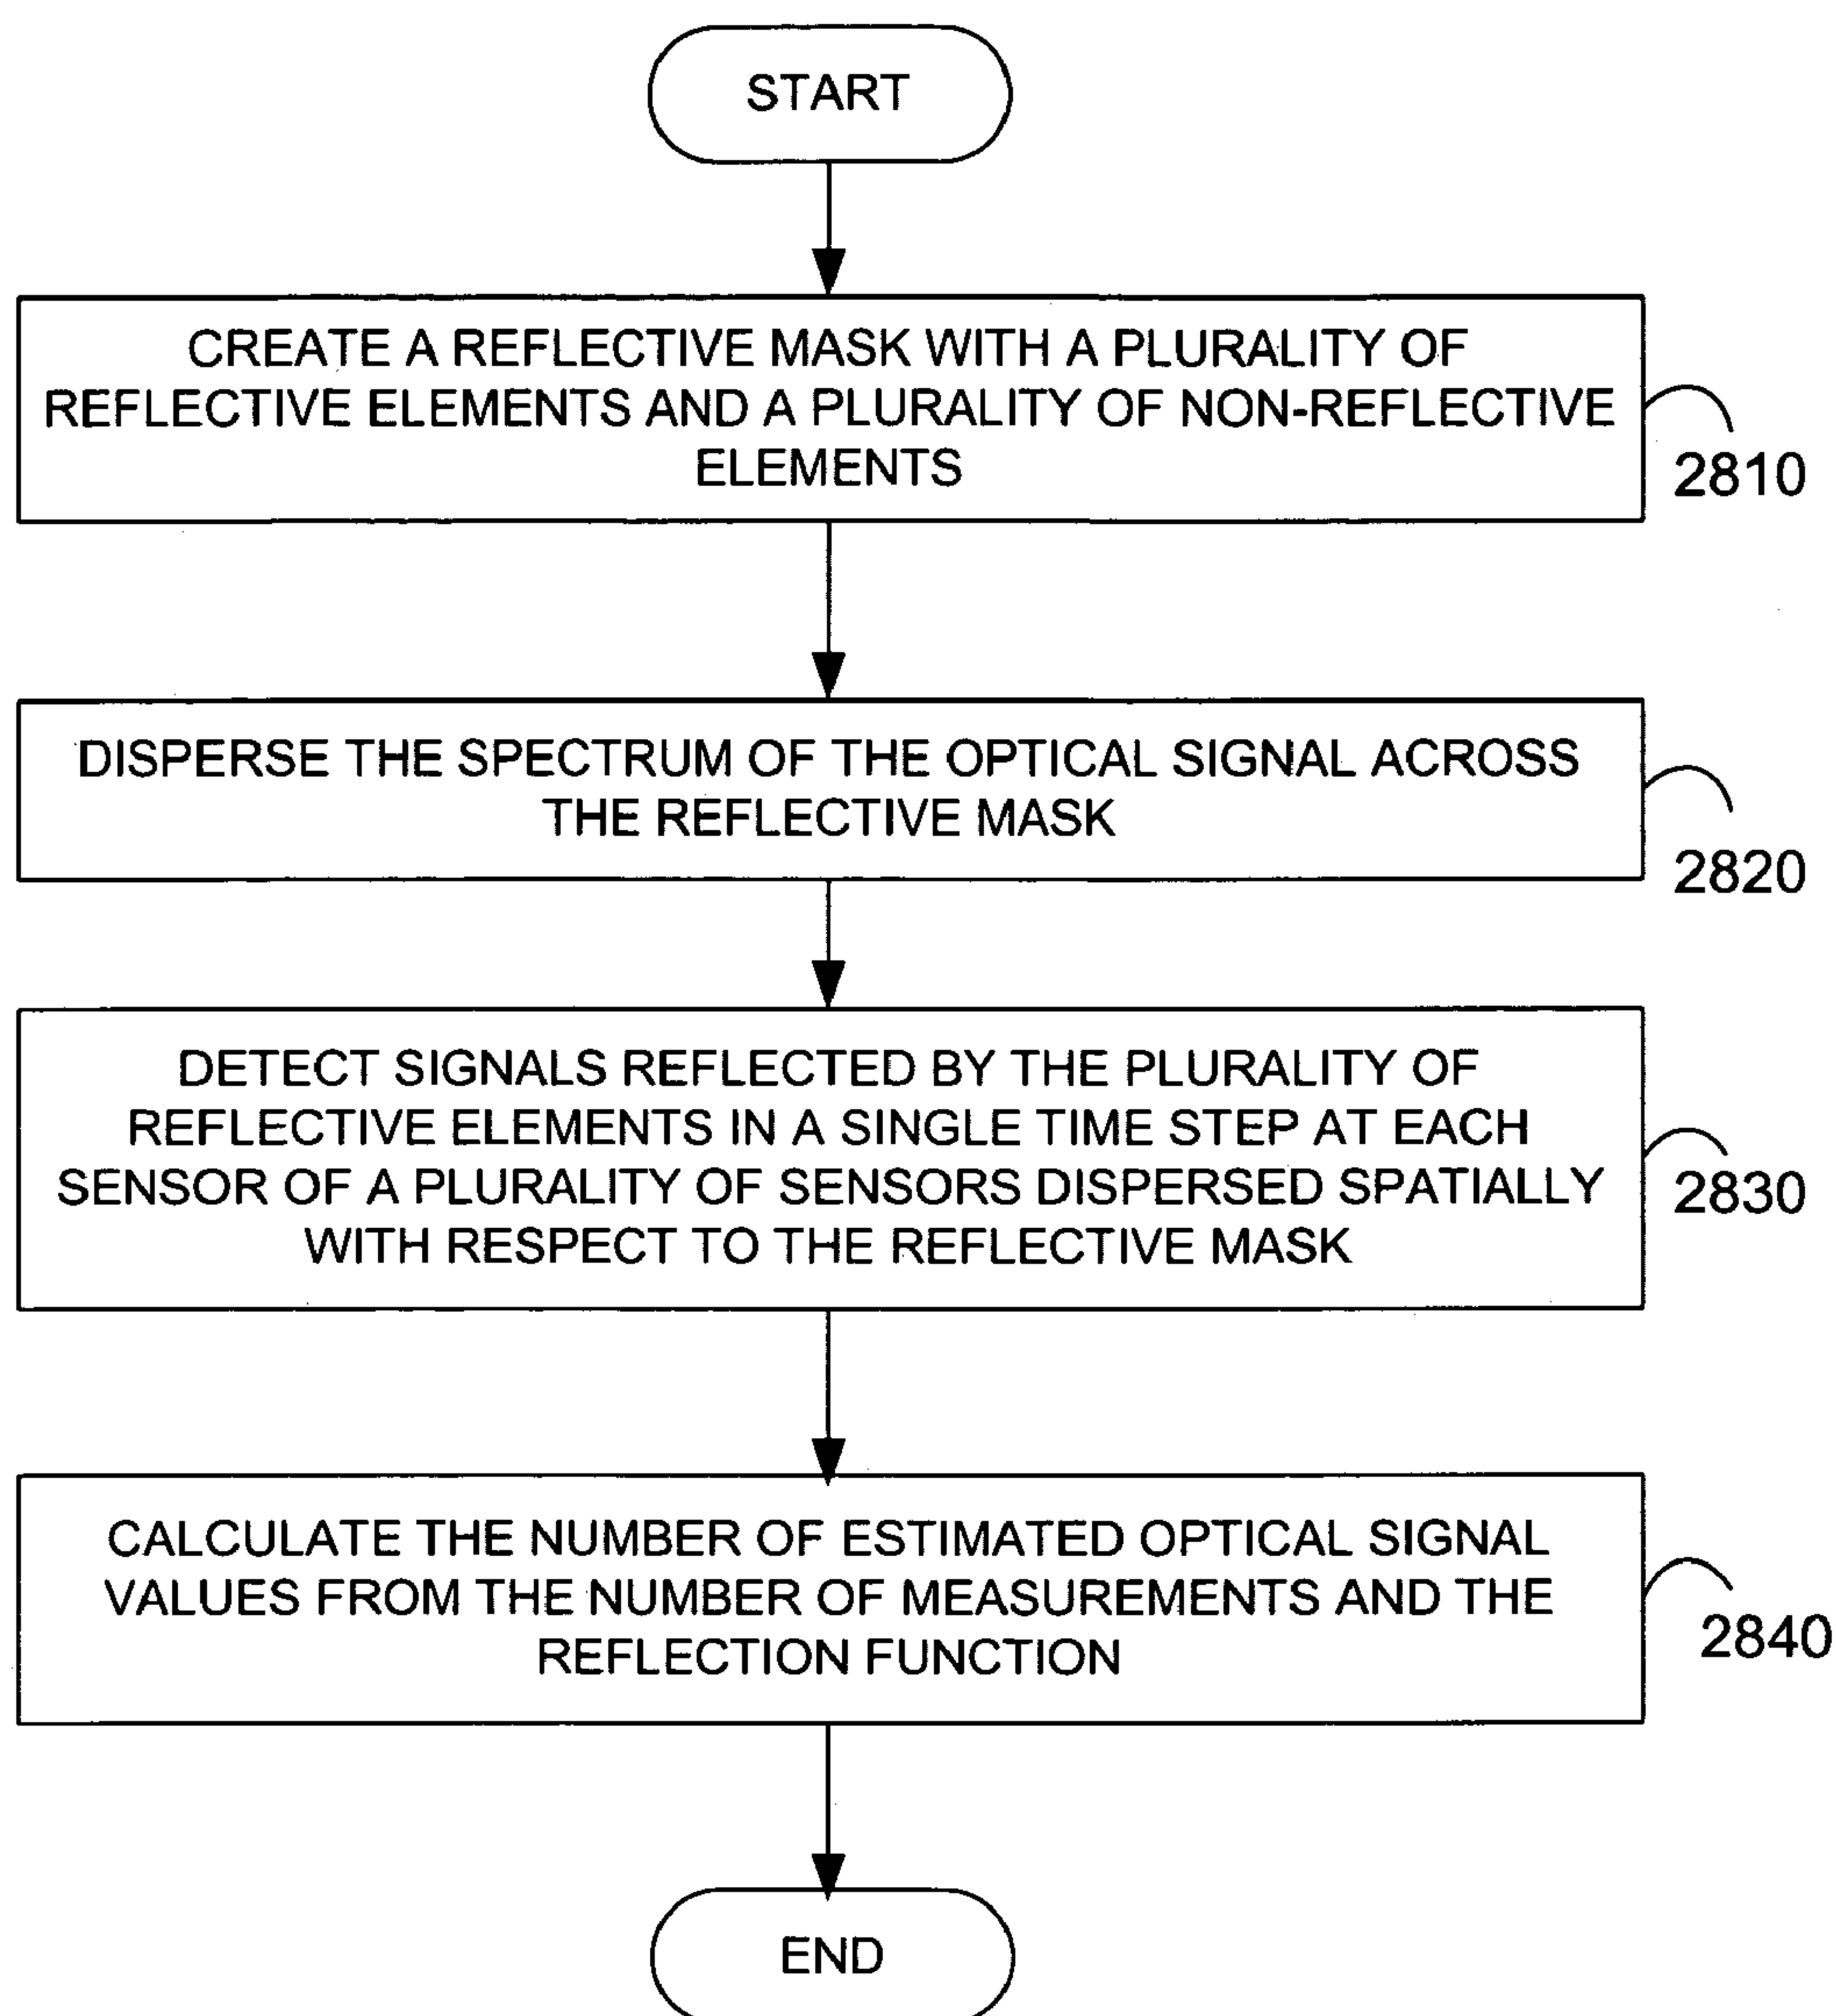 START
CREATE A REFLECTIVE MASK WITH A PLURALITY OF
REFLECTIVE ELEMENTS AND A PLURALITY OF NON-REFLECTIVE
ELEMENTS
2810
DISPERSE THE SPECTRUM OF THE OPTICAL SIGNAL ACROSS
THE REFLECTIVE MASK
2820
DETECT SIGNALS REFLECTED BY THE PLURALITY OF
REFLECTIVE ELEMENTS IN A SINGLE TIME STEP AT EACH
SENSOR OF A PLURALITY OF SENSORS DISPERSED SPATIALLY
WITH RESPECT TO THE REFLECTIVE MASK
2830
CALCULATE THE NUMBER OF ESTIMATED OPTICAL SIGNAL
VALUES FROM THE NUMBER OF MEASUREMENTS AND THE
REFLECTION FUNCTION
2840
END